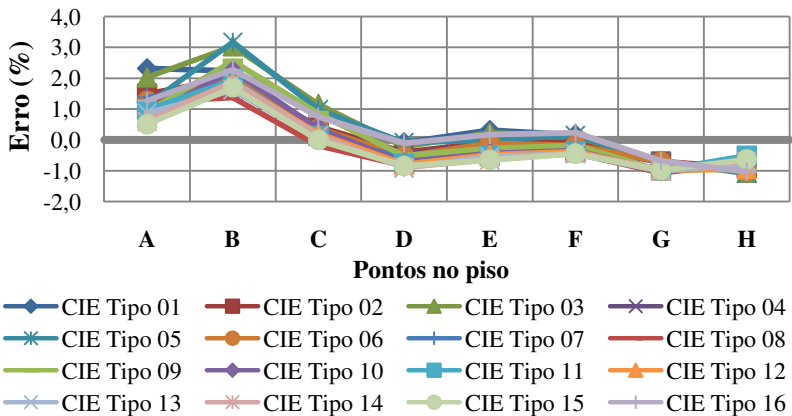 4,0
3,0
2,0
1,0
0,0
-1,0
-2,0
Erro (%)
A B C D E F G H
Pontos no piso
CIE Tipo 01 CIE Tipo 02 CIE Tipo 03 CIE Tipo 04
CIE Tipo 05 CIE Tipo 06 CIE Tipo 07 CIE Tipo 08
CIE Tipo 09 CIE Tipo 10 CIE Tipo 11 CIE Tipo 12
CIE Tipo 13 CIE Tipo 14 CIE Tipo 15 CIE Tipo 16